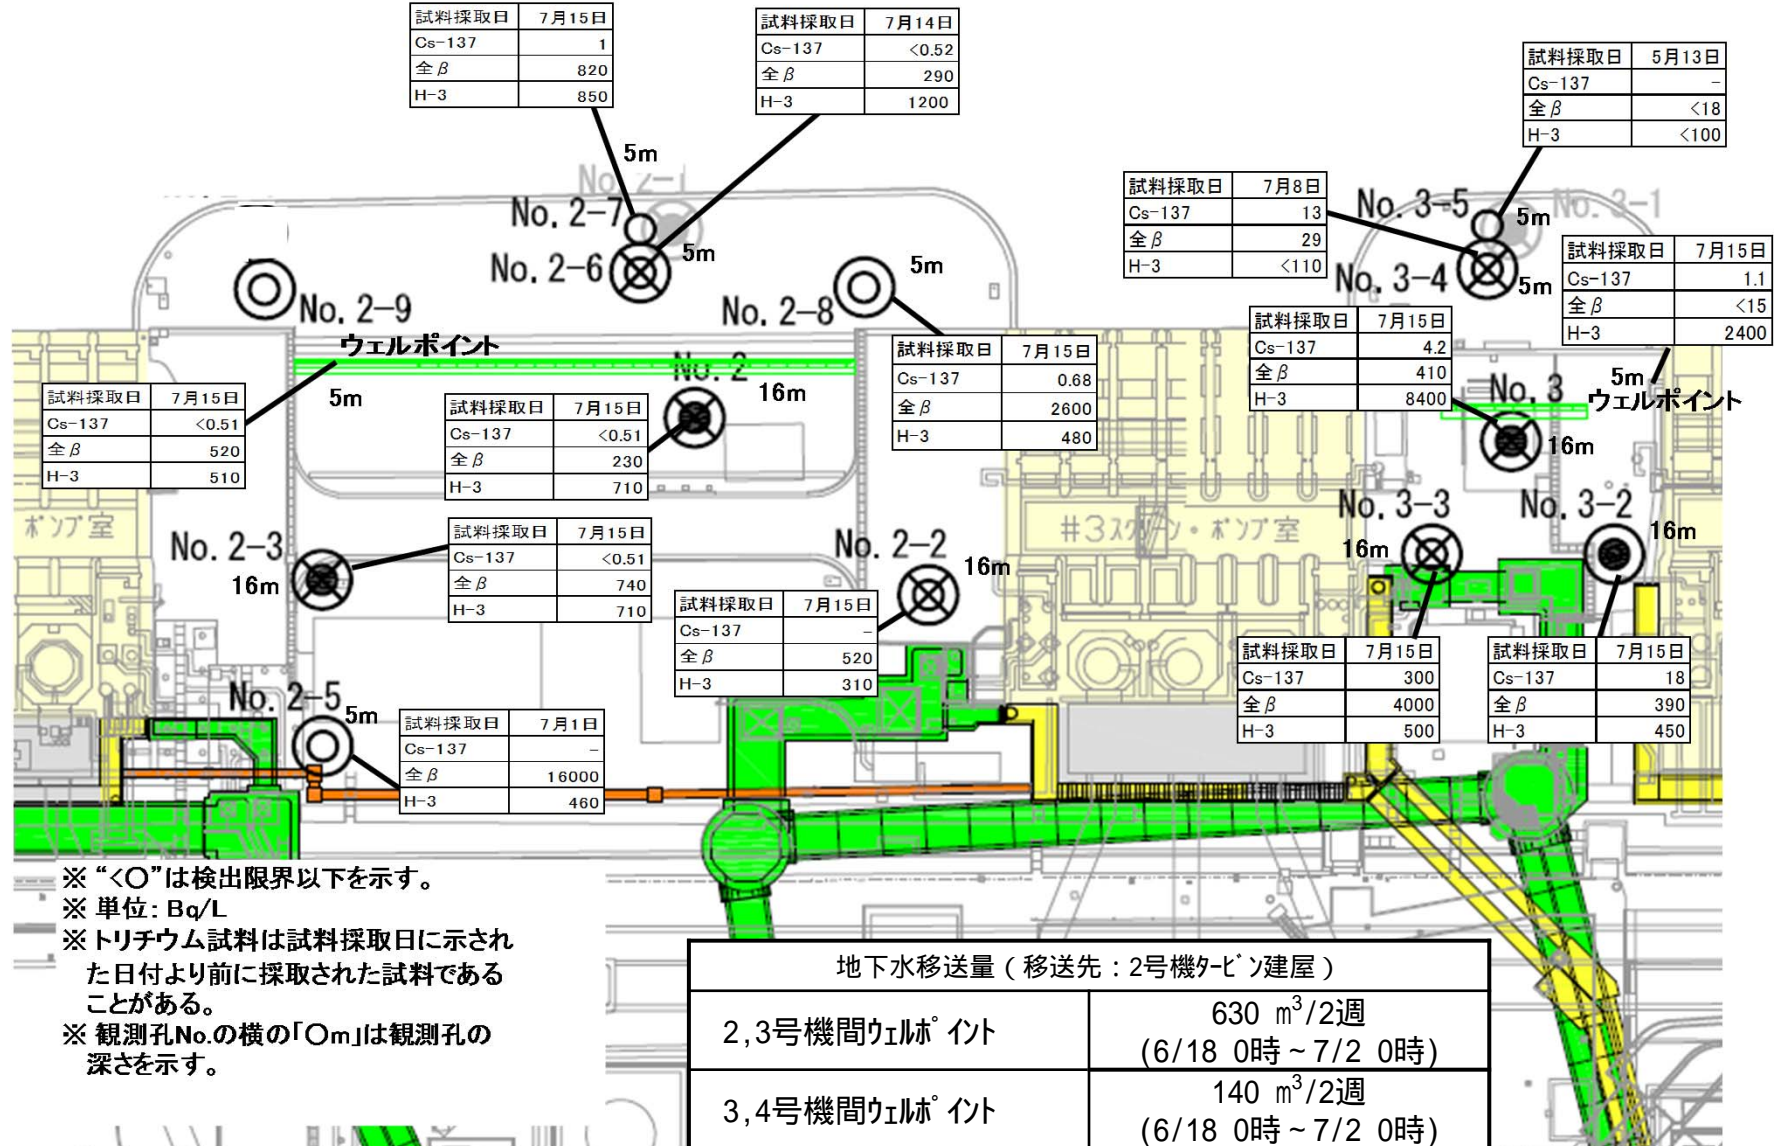 試料採取日 7月15日
Cs-137 1
全β 820
H-3 850
試料採取日 7月14日
Cs-137 <0.52
全β 290
H-3 1200
試料採取日 5月13日
Cs-137 -
全β <18
H-3 <100
5m
No. 2-1
No. 2-7
No. 2-6
5m
試料採取日 7月8日
Cs-137 13
全β 29
H-3 <110
No. 3-5
5m
No. 3-1
No. 3-4
5m
試料採取日 7月15日
Cs-137 1.1
全β <15
H-3 2400
No. 2-9
No. 2-8
5m
ウェルポイント
5m
試料採取日 7月15日
Cs-137 <0.51
全β 520
H-3 510
No. 2
16m
試料採取日 7月15日
Cs-137 <0.51
全β 230
H-3 710
試料採取日 7月15日
Cs-137 0.68
全β 2600
H-3 480
試料採取日 7月15日
Cs-137 4.2
全β 410
H-3 8400
No. 3
16m
5m
ウェルポイント
ポンプ室
No. 2-3
16m
試料採取日 7月15日
Cs-137 <0.51
全β 740
H-3 710
No. 2-2
16m
#3スクリーン・ポンプ室
No. 3-3
16m
No. 3-2
16m
試料採取日 7月15日
Cs-137 -
全β 520
H-3 310
試料採取日 7月15日
Cs-137 300
全β 4000
H-3 500
試料採取日 7月15日
Cs-137 18
全β 390
H-3 450
No. 2-5
5m
試料採取日 7月1日
Cs-137 -
全β 16000
H-3 460
※ “<○”は検出限界以下を示す。
※ 単位：Bq/L
※ トリチウム試料は試料採取日に示され
た日付より前に採取された試料である
ことがある。
※ 観測孔No.の横の「○m」は観測孔の
深さを示す。
地下水移送量（移送先：2号機ﾀｰﾋﾞﾝ建屋）
2,3号機間ｳｪﾙﾎﾟｲﾝﾄ 630 m³/2週
(6/18 0時～7/2 0時)
3,4号機間ｳｪﾙﾎﾟｲﾝﾄ 140 m³/2週
(6/18 0時～7/2 0時)